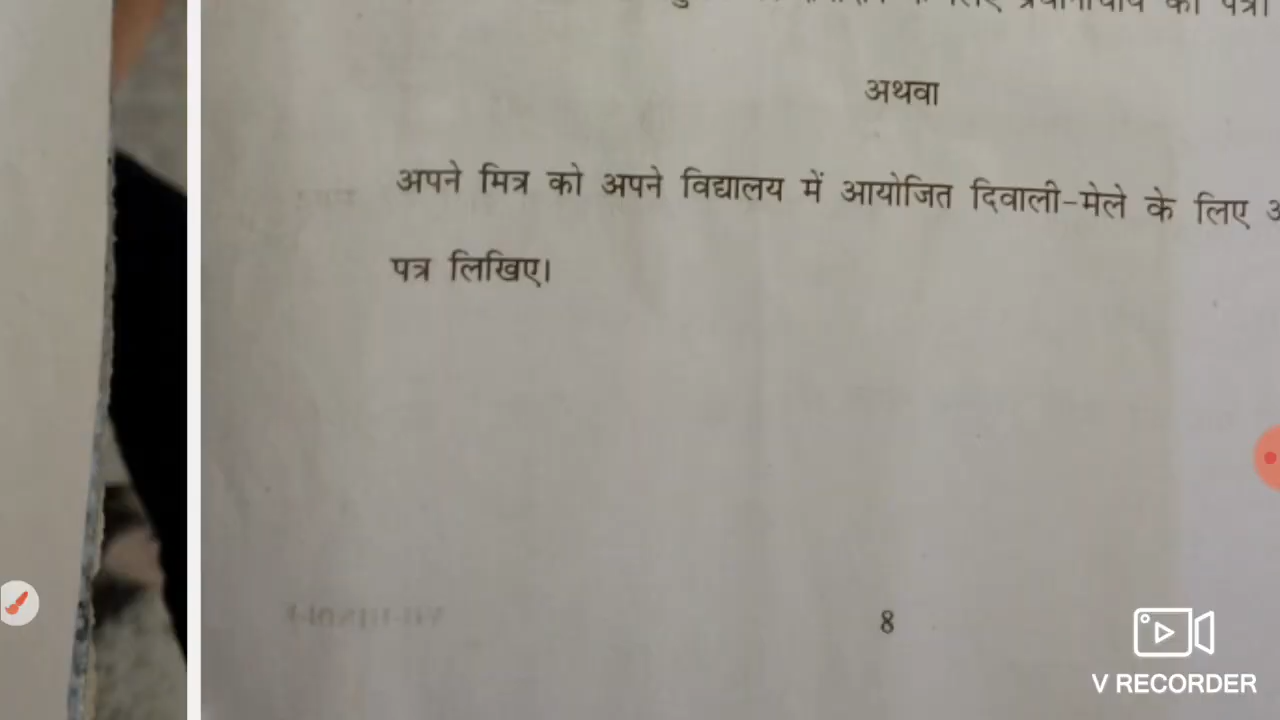 अथवा
अपने मित्र को अपने विद्यालय में आयोजित दिवाली-मेले के लिए
पत्र लिखिए।
8
V RECORDER